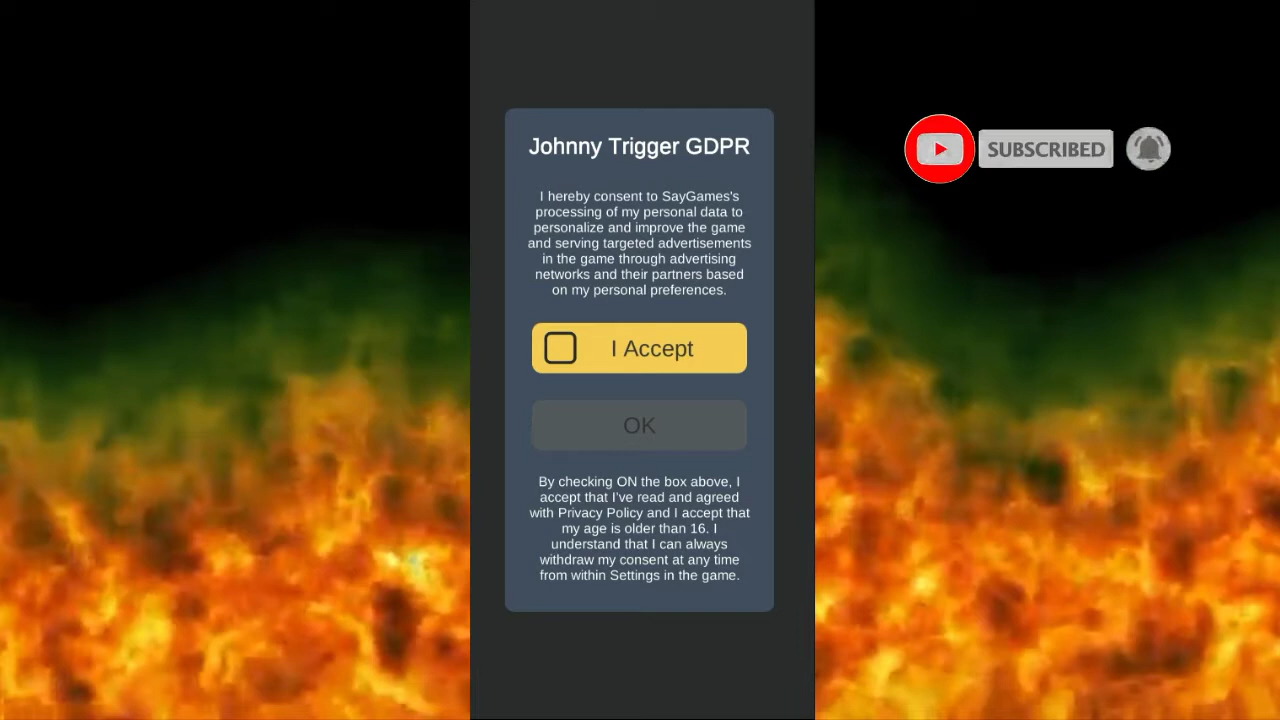 Johnny Trigger GDPR
I hereby consent to SayGames's
processing of my personal data to
personalize and improve the game
and serving targeted advertisements
in the game through advertising
networks and their partners based
on my personal preferences.
I Accept
OK
By checking ON the box above, I
accept that I've read and agreed
with Privacy Policy and I accept that
my age is older than 16. I
understand that I can always
withdraw my consent at any time
from within Settings in the game.
SUBSCRIBED